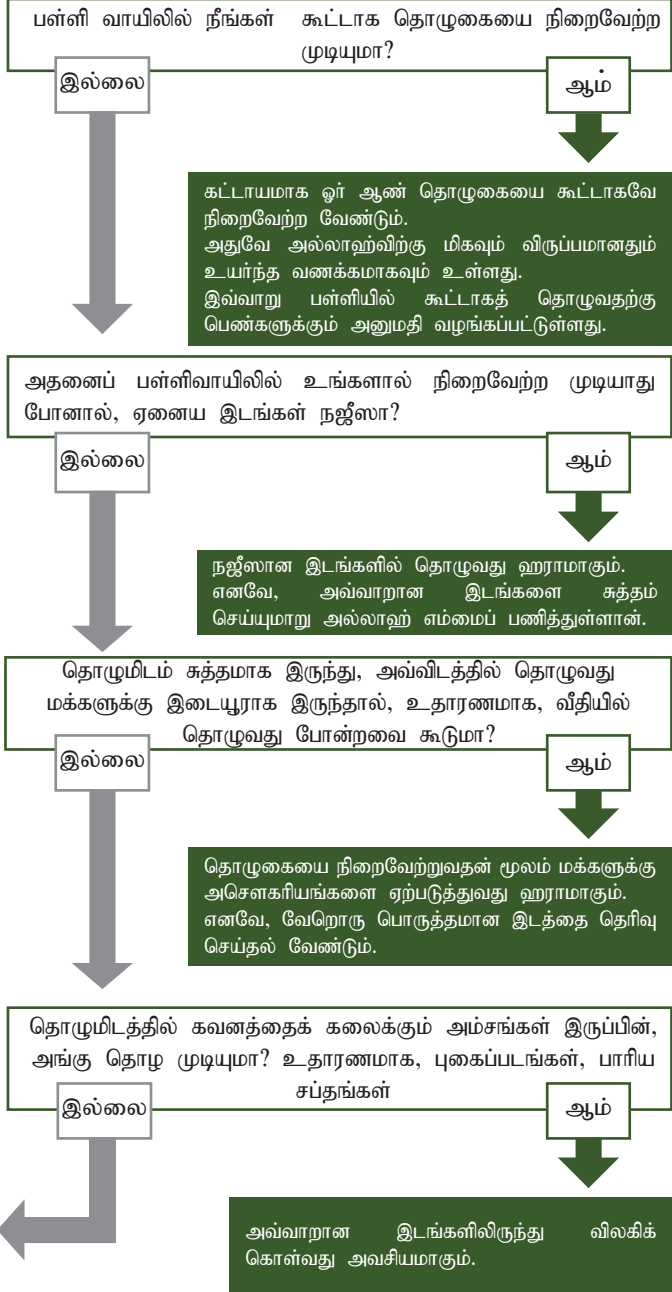 பள்ளி வாயிலில் நீங்கள் கூட்டாக தொழுகையை நிறைவேற்ற
முடியுமா?
இல்லை
ஆம்
கட்டாயமாக ஓர் ஆண் தொழுகையை கூட்டாகவே
நிறைவேற்ற வேண்டும்.
அதுவே அல்லாஹ்விற்கு மிகவும் விருப்பமானதும்
உயர்ந்த வணக்கமாகவும் உள்ளது.
இவ்வாறு பள்ளியில் கூட்டாகத் தொழுவதற்கு
பெண்களுக்கும் அனுமதி வழங்கப்பட்டுள்ளது.
அதனைப் பள்ளிவாயிலில் உங்களால் நிறைவேற்ற முடியாது
போனால், ஏனைய இடங்கள் நஜீஸா?
இல்லை
ஆம்
நஜீஸான இடங்களில் தொழுவது ஹராமாகும்.
எனவே, அவ்வாறான இடங்களை சுத்தம்
செய்யுமாறு அல்லாஹ் எம்மைப் பணித்துள்ளான்.
தொழுமிடம் சுத்தமாக இருந்து, அவ்விடத்தில் தொழுவது
மக்களுக்கு இடையூராக இருந்தால், உதாரணமாக, வீதியில்
தொழுவது போன்றவை கூடுமா?
இல்லை
ஆம்
தொழுகையை நிறைவேற்றுவதன் மூலம் மக்களுக்கு
அசௌகரியங்களை ஏற்படுத்துவது ஹராமாகும்.
எனவே, வேறொரு பொருத்தமான இடத்தை தெரிவு
செய்தல் வேண்டும்.
தொழுமிடத்தில் கவனத்தைக் கலைக்கும் அம்சங்கள் இருப்பின்,
அங்கு தொழ முடியுமா? உதாரணமாக, புகைப்படங்கள், பாரிய
சப்தங்கள்
இல்லை
ஆம்
அவ்வாறான இடங்களிலிருந்து விலகிக்
கொள்வது அவசியமாகும்.